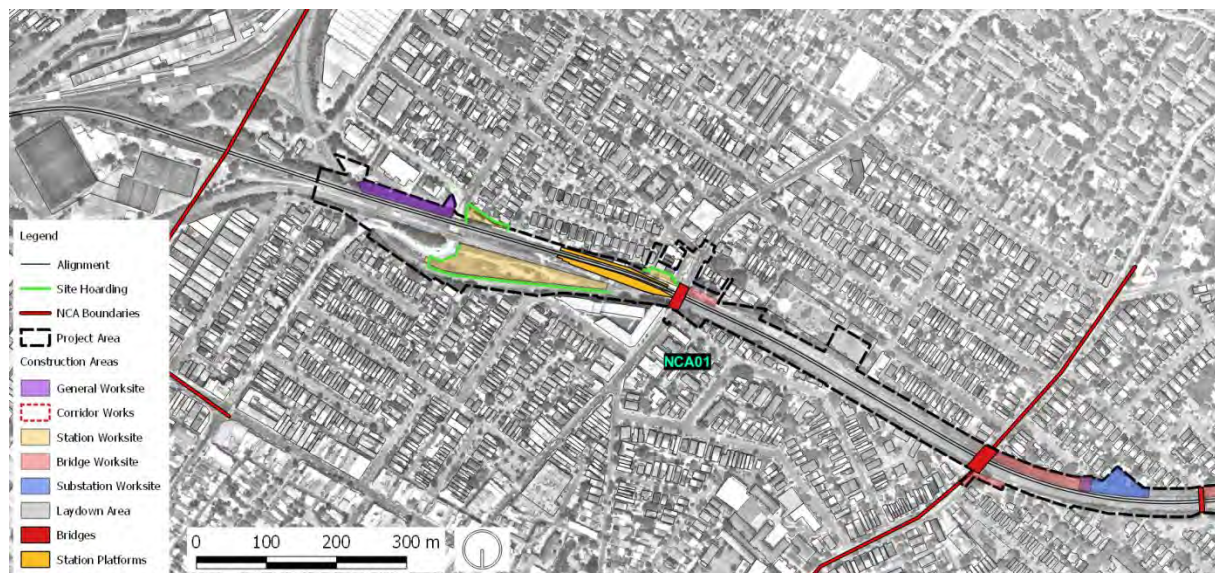 Legend
Alignment
Site Hoarding
NCA Boundaries
Project Area
Construction Areas
General Worksite
Corridor Works
Station Worksite
Bridge Worksite
Substation Worksite
Laydown Area
Bridges
Station Platforms
NCA01
0 100 200 300 m